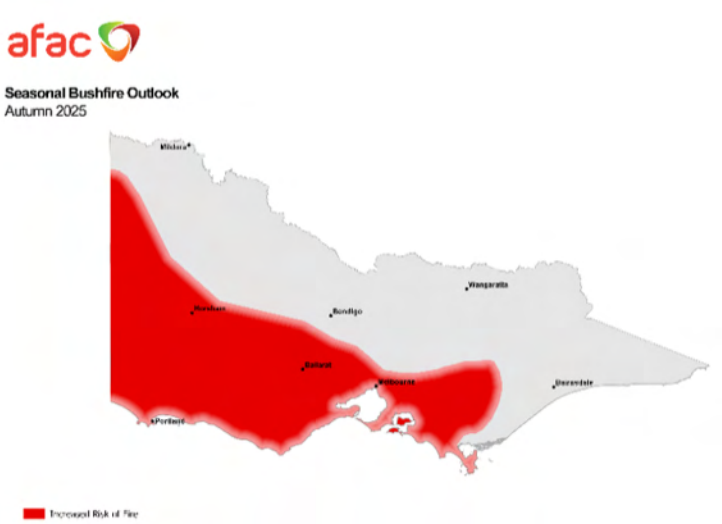 afac
Seasonal Bushfire Outlook
Autumn 2025
Mildura
Wangaratta
Horsham
Bendigo
Ballarat
Melbourne
Bairnsdale
Portland
Increased Risk of Fire